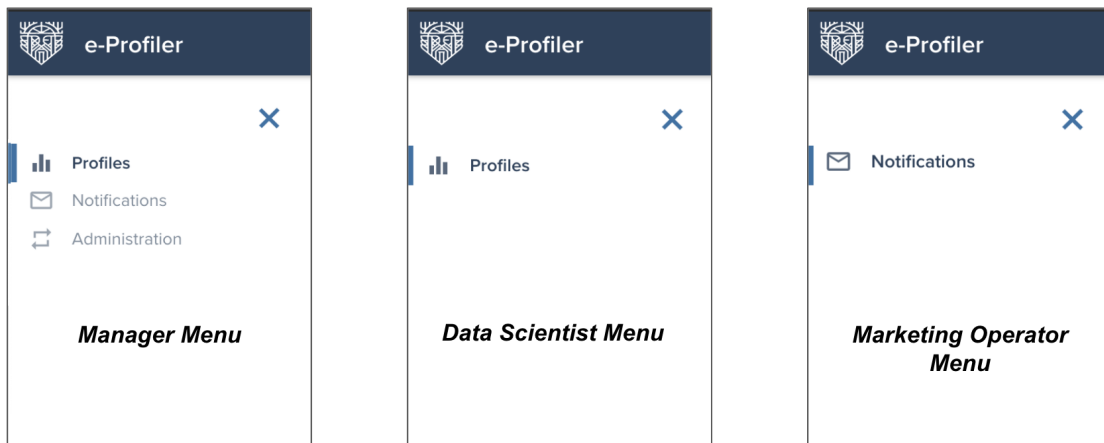 e-Profiler
Profiles
Notifications
Administration
Manager Menu
e-Profiler
Profiles
Data Scientist Menu
e-Profiler
Notifications
Marketing Operator
Menu